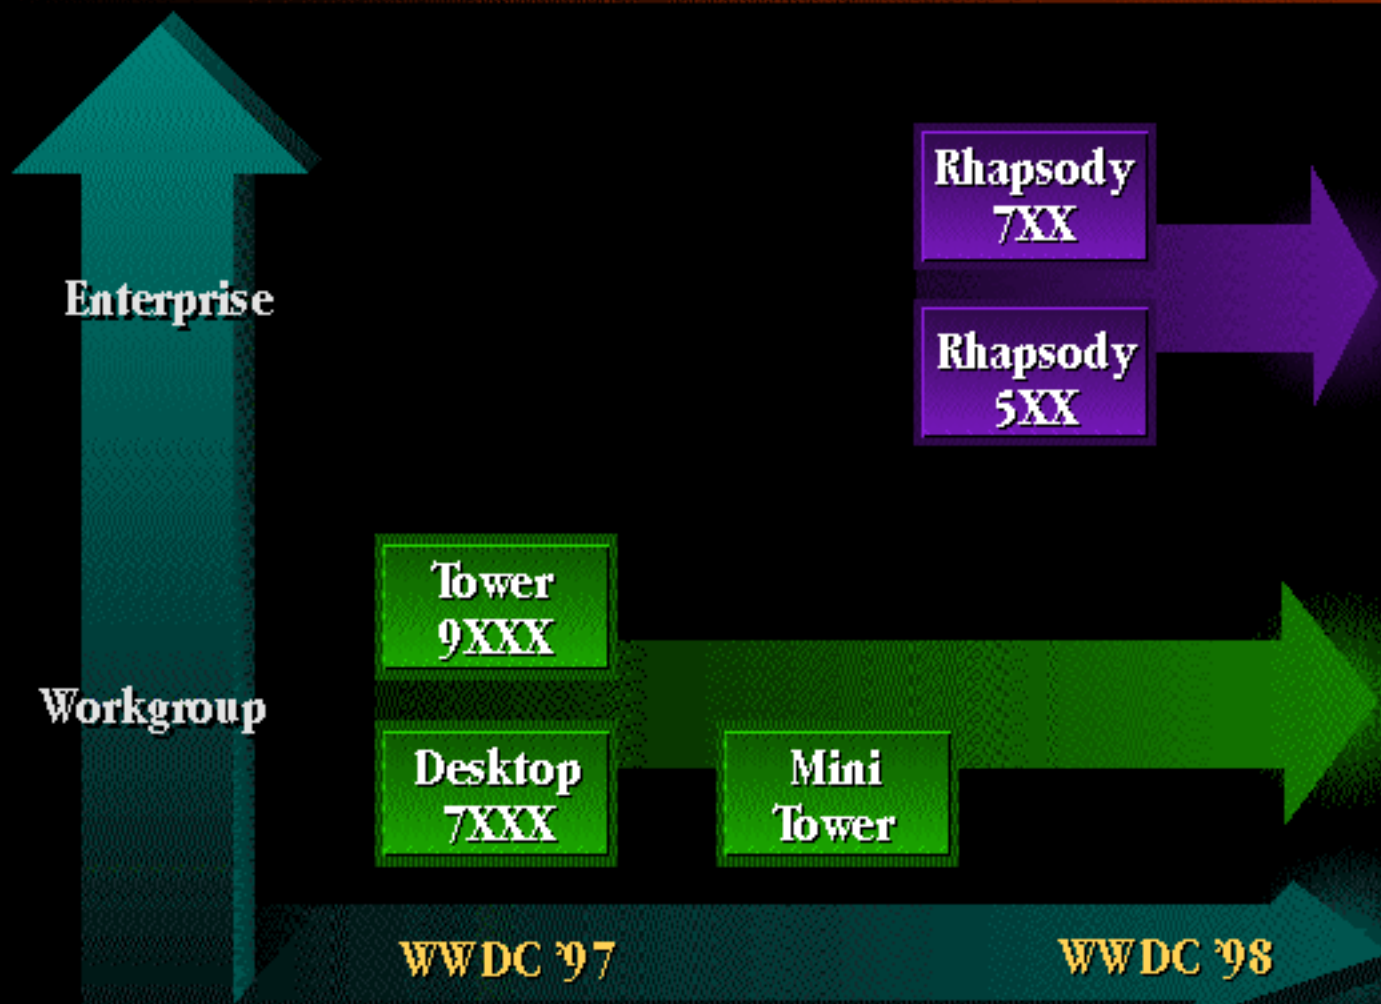 Rhapsody
7XX
Enterprise
Rhapsody
5XX
Tower
9XXX
Workgroup
Desktop
7XXX
Mini
Tower
WWDC '97
WWDC '98